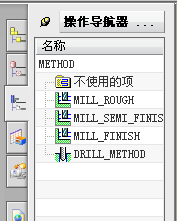 操作导航器 ...
名称
METHOD
不使用的项
MILL_ROUGH
MILL_SEMI_FINIS
MILL_FINISH
DRILL_METHOD